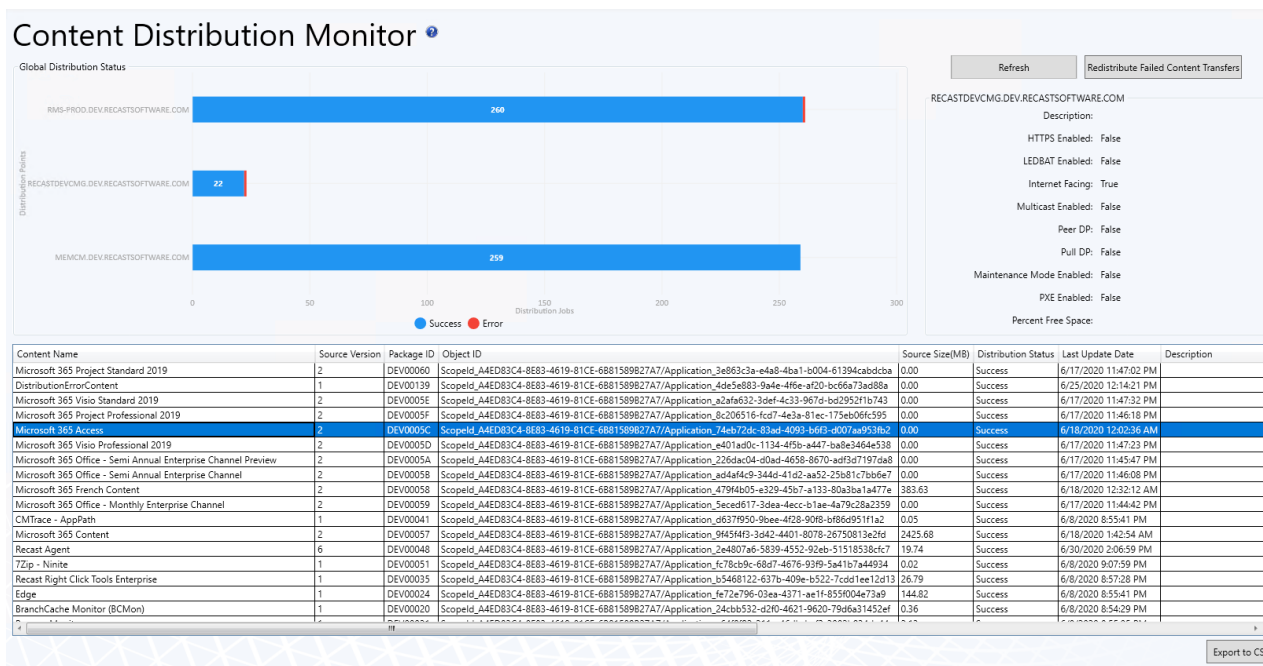 Content Distribution Monitor ?
Global Distribution Status
Refresh
Redistribute Failed Content Transfers
Distribution Points
RMS-PROD.DEV.RECASTSOFTWARE.COM 260
RECASTDEVCMG.DEV.RECASTSOFTWARE.COM 22
MEMCM.DEV.RECASTSOFTWARE.COM 259
0 50 100 150 200 250 300
Distribution Jobs
Success Error
RECASTDEVCMG.DEV.RECASTSOFTWARE.COM
Description:
HTTPS Enabled: False
LEDBAT Enabled: False
Internet Facing: True
Multicast Enabled: False
Peer DP: False
Pull DP: False
Maintenance Mode Enabled: False
PXE Enabled: False
Percent Free Space:
Content Name Source Version Package ID Object ID Source Size(MB) Distribution Status Last Update Date Description
Microsoft 365 Project Standard 2019 2 DEV00060 ScopeId_A4ED83C4-8E83-4619-81CE-6B81589B27A7/Application_3e863c3a-e4a8-4ba1-b004-61394cabdcba 0.00 Success 6/17/2020 11:47:02 PM
DistributionErrorContent 1 DEV00139 ScopeId_A4ED83C4-8E83-4619-81CE-6B81589B27A7/Application_4de5e883-9a4e-4f6e-af20-bc66a73ad88a 0.00 Success 6/25/2020 12:14:21 PM
Microsoft 365 Visio Standard 2019 2 DEV0005E ScopeId_A4ED83C4-8E83-4619-81CE-6B81589B27A7/Application_a2afa632-3def-4c33-967d-bd2952f1b743 0.00 Success 6/17/2020 11:47:32 PM
Microsoft 365 Project Professional 2019 2 DEV0005F ScopeId_A4ED83C4-8E83-4619-81CE-6B81589B27A7/Application_8c206516-fcd7-4e3a-81ec-175eb06fc595 0.00 Success 6/17/2020 11:46:18 PM
Microsoft 365 Access 2 DEV0005C ScopeId_A4ED83C4-8E83-4619-81CE-6B81589B27A7/Application_74eb72dc-83ad-4093-b6f3-d007aa953fb2 0.00 Success 6/18/2020 12:02:36 AM
Microsoft 365 Visio Professional 2019 2 DEV0005D ScopeId_A4ED83C4-8E83-4619-81CE-6B81589B27A7/Application_e401ad0c-1134-4f5b-a447-ba8e3464e538 0.00 Success 6/17/2020 11:47:23 PM
Microsoft 365 Office - Semi Annual Enterprise Channel Preview 2 DEV0005A ScopeId_A4ED83C4-8E83-4619-81CE-6B81589B27A7/Application_226dac04-d0ad-4658-8670-adf3d7197da8 0.00 Success 6/17/2020 11:45:47 PM
Microsoft 365 Office - Semi Annual Enterprise Channel 2 DEV0005B ScopeId_A4ED83C4-8E83-4619-81CE-6B81589B27A7/Application_ad4af4c9-344d-41d2-aa52-25b81c7bb6e7 0.00 Success 6/17/2020 11:46:08 PM
Microsoft 365 French Content 2 DEV00058 ScopeId_A4ED83C4-8E83-4619-81CE-6B81589B27A7/Application_479f4b05-e329-45b7-a133-80a3ba1a477e 383.63 Success 6/18/2020 12:32:12 AM
Microsoft 365 Office - Monthly Enterprise Channel 2 DEV00059 ScopeId_A4ED83C4-8E83-4619-81CE-6B81589B27A7/Application_5eced617-3dea-4ecc-b1ae-4a79c28a2359 0.00 Success 6/17/2020 11:44:42 PM
CMTrace - AppPath 1 DEV00041 ScopeId_A4ED83C4-8E83-4619-81CE-6B81589B27A7/Application_d637f950-9bee-4f28-90f8-bf86d951f1a2 0.05 Success 6/8/2020 8:55:41 PM
Microsoft 365 Content 2 DEV00057 ScopeId_A4ED83C4-8E83-4619-81CE-6B81589B27A7/Application_9f45f4f3-3d42-4401-8078-26750813e2fd 2425.68 Success 6/18/2020 1:42:54 AM
Recast Agent 6 DEV00048 ScopeId_A4ED83C4-8E83-4619-81CE-6B81589B27A7/Application_2e4807a6-5839-4552-92eb-51518538cfc7 19.74 Success 6/30/2020 2:06:59 PM
7Zip - Ninite 1 DEV00051 ScopeId_A4ED83C4-8E83-4619-81CE-6B81589B27A7/Application_fc78cb9c-68d7-4676-93f9-5a41b7a44934 0.02 Success 6/8/2020 9:07:59 PM
Recast Right Click Tools Enterprise 1 DEV00035 ScopeId_A4ED83C4-8E83-4619-81CE-6B81589B27A7/Application_b5468122-637b-409e-b522-7cdd1ee12d13 26.79 Success 6/8/2020 8:57:28 PM
Edge 1 DEV00024 ScopeId_A4ED83C4-8E83-4619-81CE-6B81589B27A7/Application_fe72e796-03ea-4371-ae1f-855f004e73a9 144.82 Success 6/8/2020 8:55:41 PM
BranchCache Monitor (BCMon) 1 DEV00020 ScopeId_A4ED83C4-8E83-4619-81CE-6B81589B27A7/Application_24cbb532-d2f0-4621-9620-79d6a31452ef 0.36 Success 6/8/2020 8:54:29 PM
Export to CS